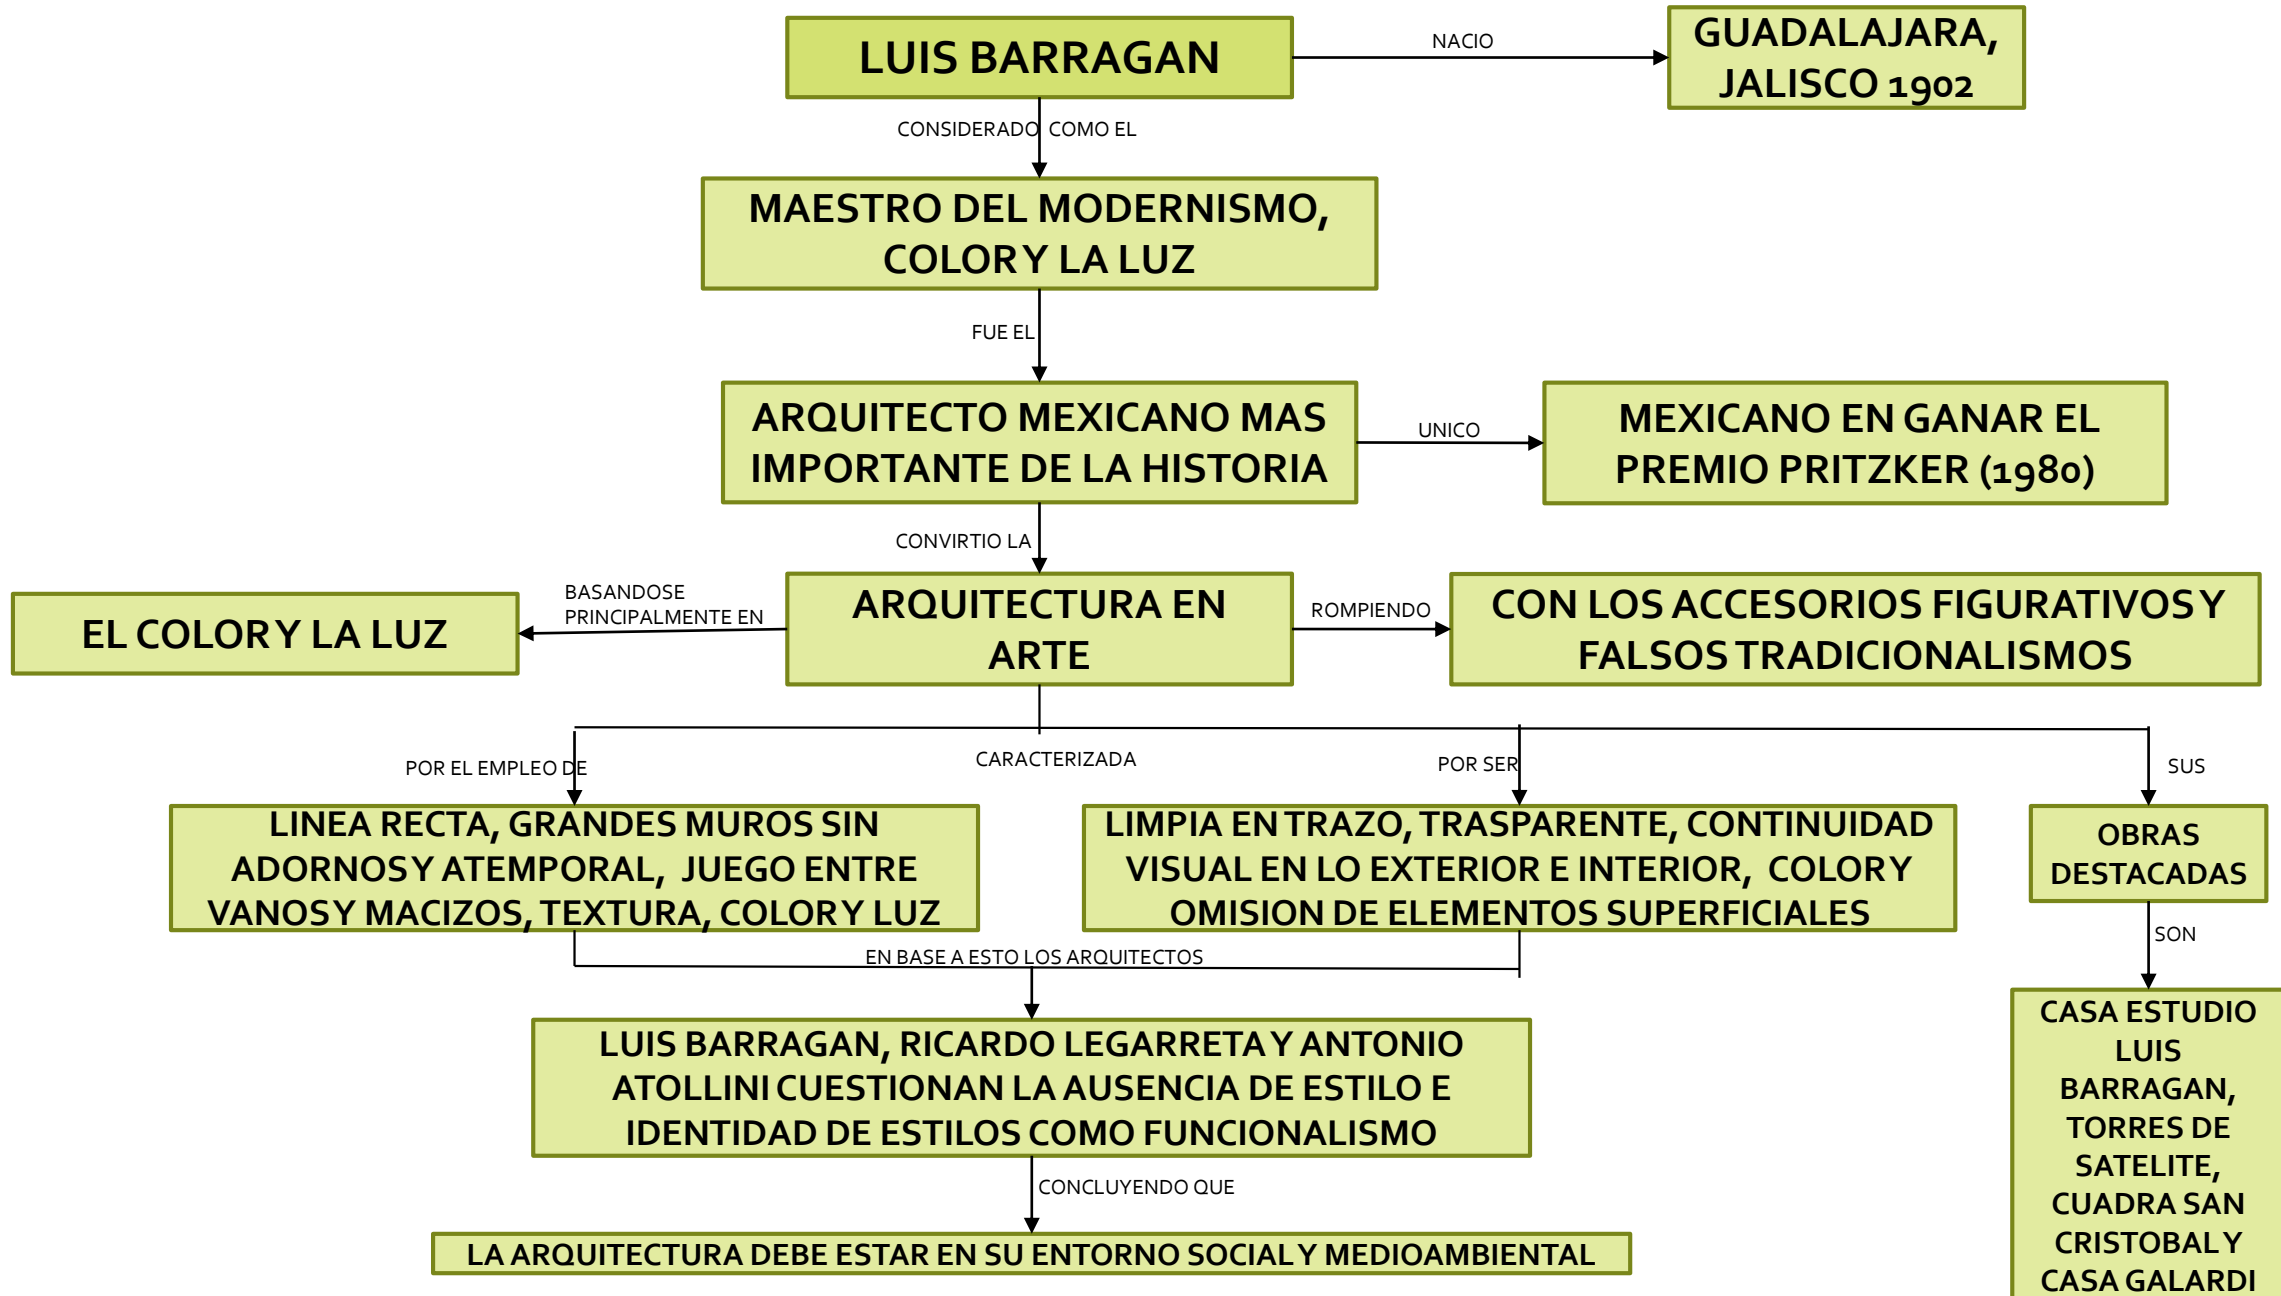 LUIS BARRAGAN
NACIO
GUADALAJARA,
JALISCO 1902
CONSIDERADO COMO EL
MAESTRO DEL MODERNISMO,
COLOR Y LA LUZ
FUE EL
ARQUITECTO MEXICANO MAS
IMPORTANTE DE LA HISTORIA
UNICO
MEXICANO EN GANAR EL
PREMIO PRITZKER (1980)
CONVIRTIO LA
ARQUITECTURA EN
ARTE
BASANDOSE
PRINCIPALMENTE EN
EL COLOR Y LA LUZ
ROMPIENDO
CON LOS ACCESORIOS FIGURATIVOS Y
FALSOS TRADICIONALISMOS
CARACTERIZADA
POR EL EMPLEO DE
LINEA RECTA, GRANDES MUROS SIN
ADORNOS Y ATEMPORAL, JUEGO ENTRE
VANOS Y MACIZOS, TEXTURA, COLOR Y LUZ
POR SER
LIMPIA EN TRAZO, TRASPARENTE, CONTINUIDAD
VISUAL EN LO EXTERIOR E INTERIOR, COLOR Y
OMISION DE ELEMENTOS SUPERFICIALES
SUS
OBRAS
DESTACADAS
SON
CASA ESTUDIO
LUIS
BARRAGAN,
TORRES DE
SATELITE,
CUADRA SAN
CRISTOBAL Y
CASA GALARDI
EN BASE A ESTO LOS ARQUITECTOS
LUIS BARRAGAN, RICARDO LEGARRETA Y ANTONIO
ATOLLINI CUESTIONAN LA AUSENCIA DE ESTILO E
IDENTIDAD DE ESTILOS COMO FUNCIONALISMO
CONCLUYENDO QUE
LA ARQUITECTURA DEBE ESTAR EN SU ENTORNO SOCIAL Y MEDIOAMBIENTAL